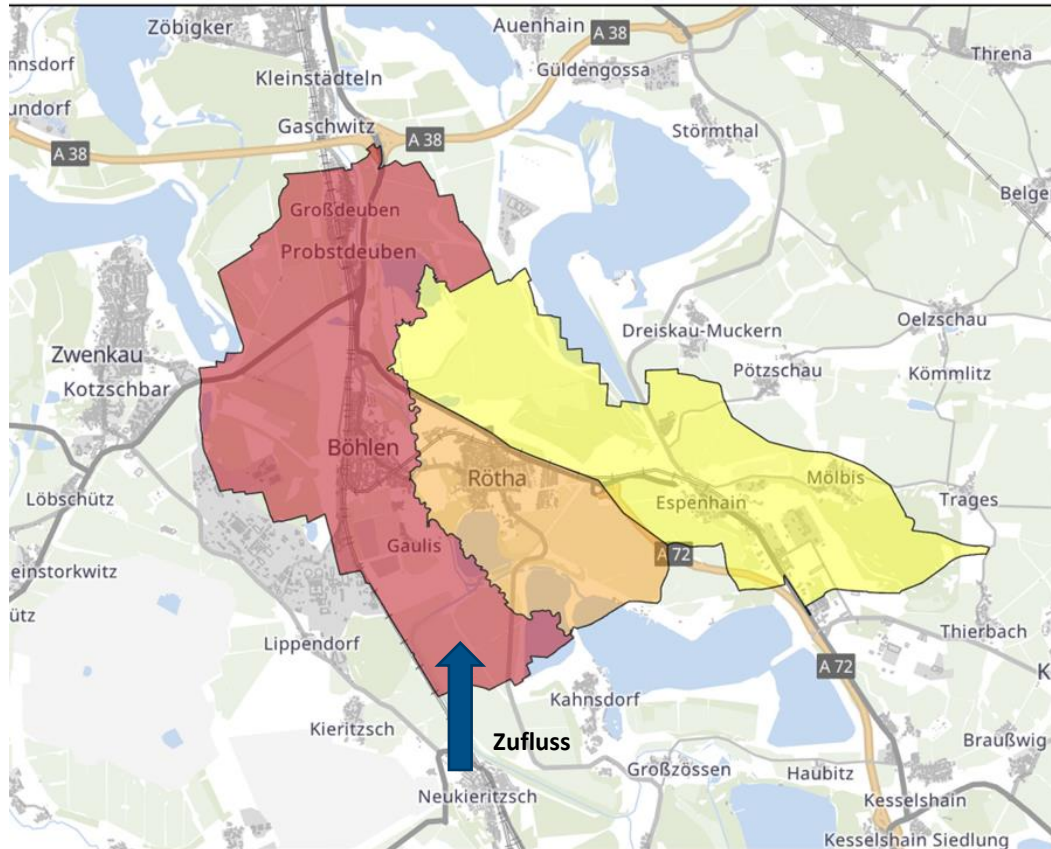 Zöbigker
Auenhain
A 38
Threna
nnsdorf
Kleinstädteln
Güldengossa
undorf
Gaschwitz
A 38
Störmthal
A 38
Belge
Großdeuben
Probstdeuben
Oelzschau
Dreiskau-Muckern
Zwenkau
Pötzschau
Kömmlitz
Kotzschbar
Böhlen
Rötha
Mölbis
Löbschütz
Espenhain
Trages
Gaulis
A 72
einstorkwitz
ütz
Lippendorf
Thierbach
A 72
K
Kahnsdorf
Kieritzsch
Zufluss
Braußwig
Großzössen
Haubitz
Neukieritzsch
Kesselshain
Kesselshain Siedlung